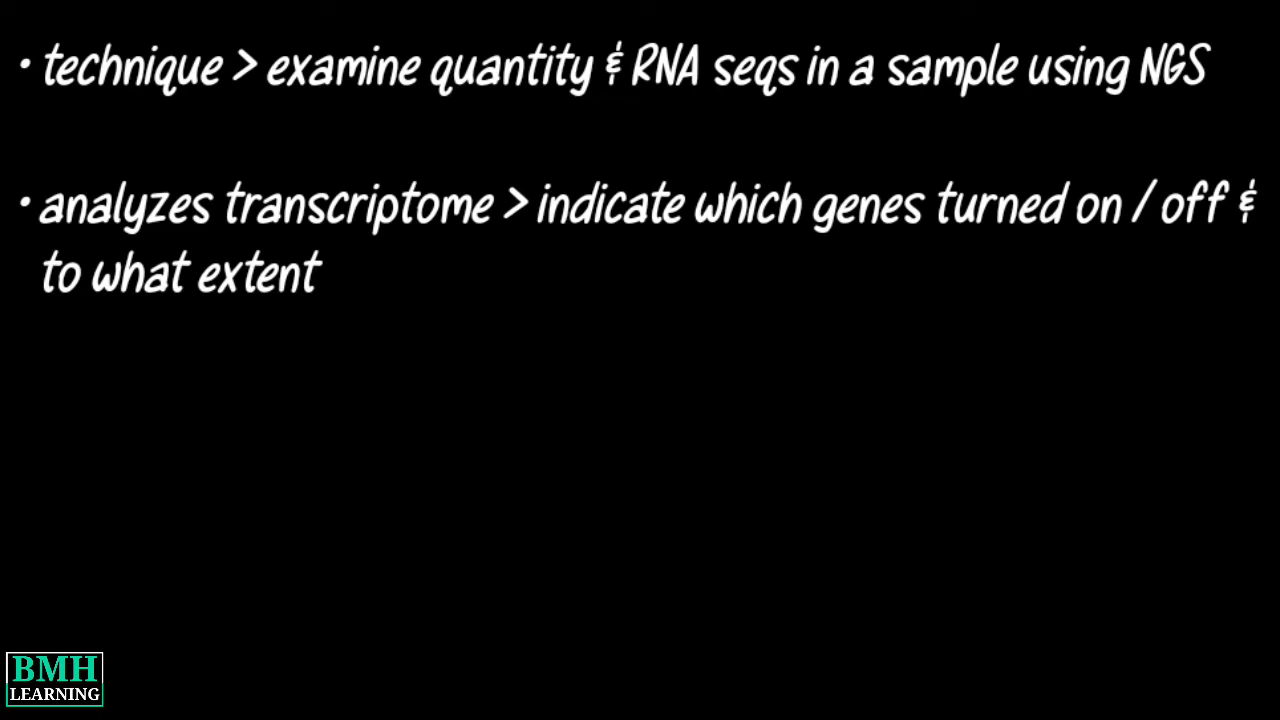 • technique > examine quantity & RNA seqs in a sample using NGS
• analyzes transcriptome > indicate which genes turned on / off &
to what extent
BMH
LEARNING